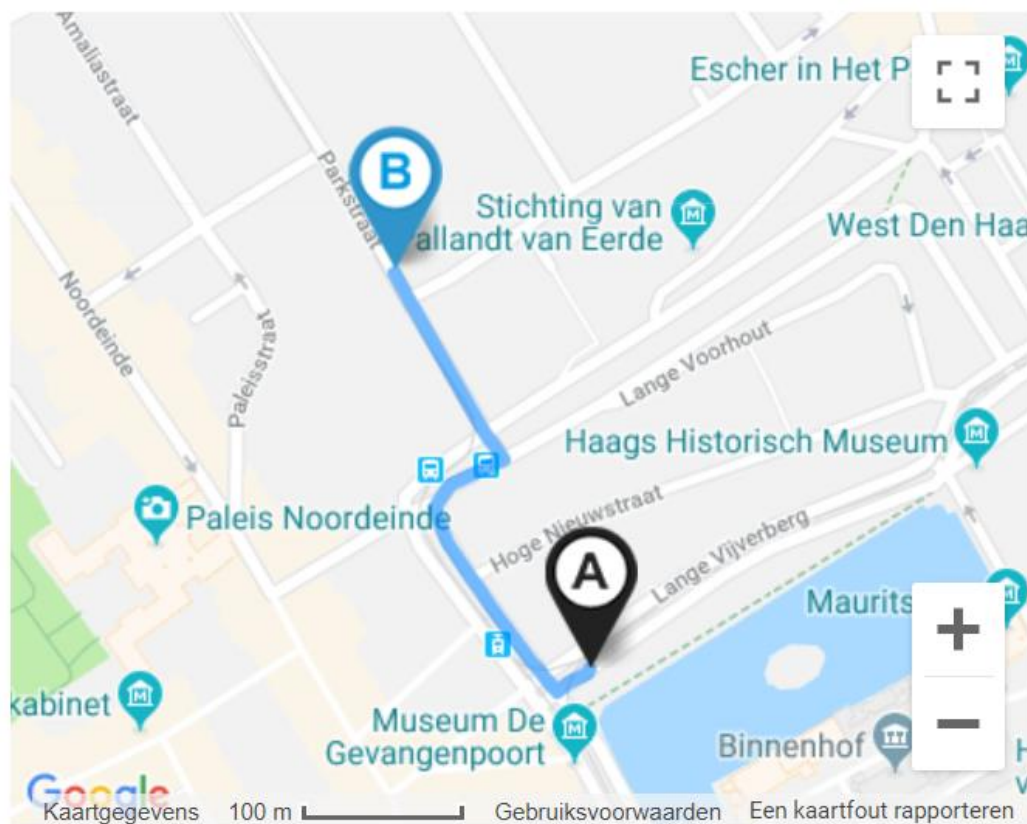 Amaliastraat
Escher in Het P
Parkstraat
B
Stichting van
allandt van Eerde
West Den Haa
Noordeinde
Paleisstraat
Lange Voorhout
Haags Historisch Museum
Paleis Noordeinde
Hoge Nieuwstraat
A
Lange Vijverberg
Maurits
kabinet
Museum De
Gevangenpoort
Binnenhof
H
v
Google
Kaartgegevens 100 m Gebruiksvoorwaarden Een kaartfout rapporteren